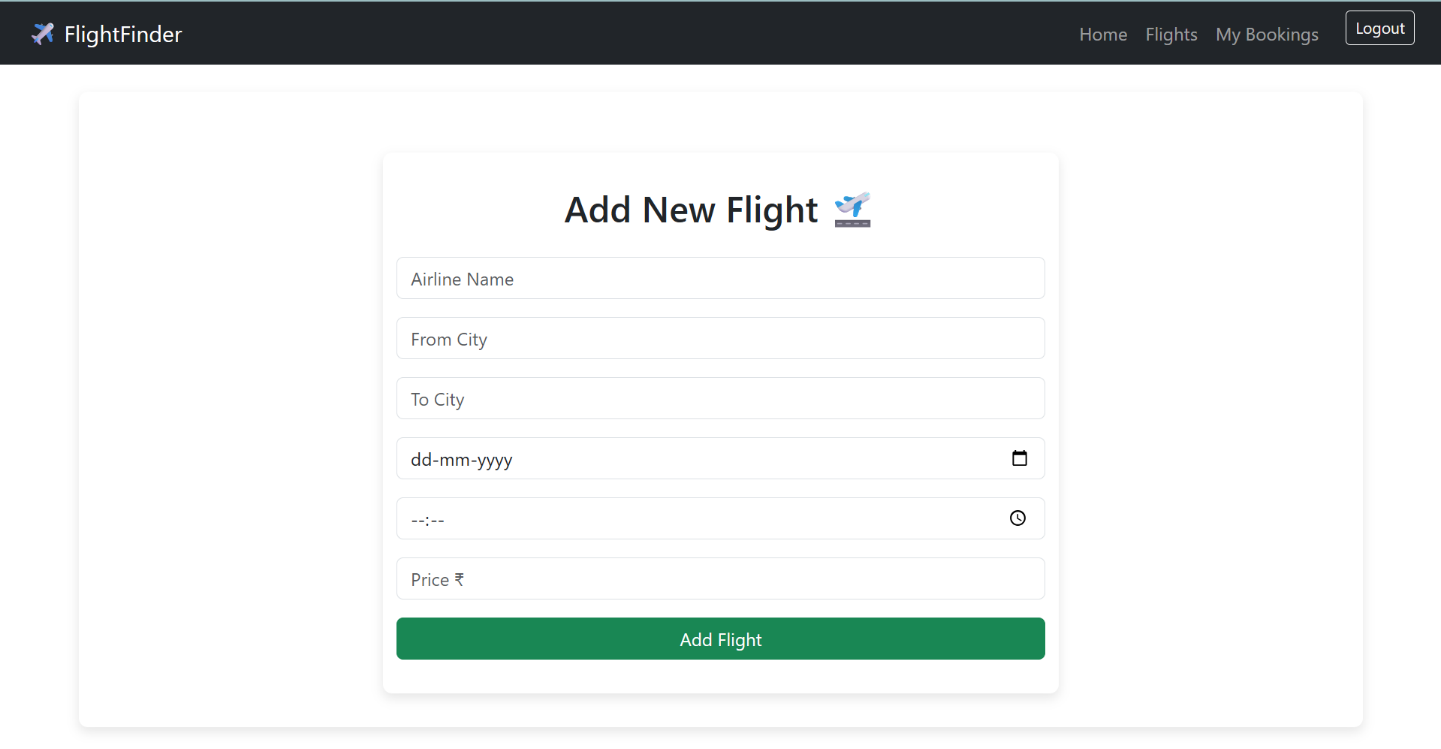 FlightFinder
Home Flights My Bookings Logout
Add New Flight
Airline Name
From City
To City
dd-mm-yyyy
--:--
Price ₹
Add Flight